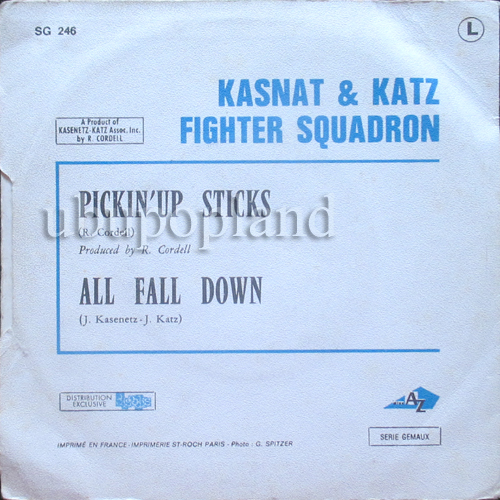 SG 246
L
KASNAT & KATZ
FIGHTER SQUADRON
A Product of
KASENETZ-KATZ Assoc. Inc.
by R. CORDELL
PICKIN'UP STICKS
(R. Cordell)
Produced by R. Cordell
ubupopland
ALL FALL DOWN
(J. Kasenetz-J. Katz)
DISTRIBUTION
EXCLUSIVE
AZ
SERIE GEMAUX
IMPRIMÉ EN FRANCE-IMPRIMERIE ST-ROCH PARIS - Photo : G. SPITZER